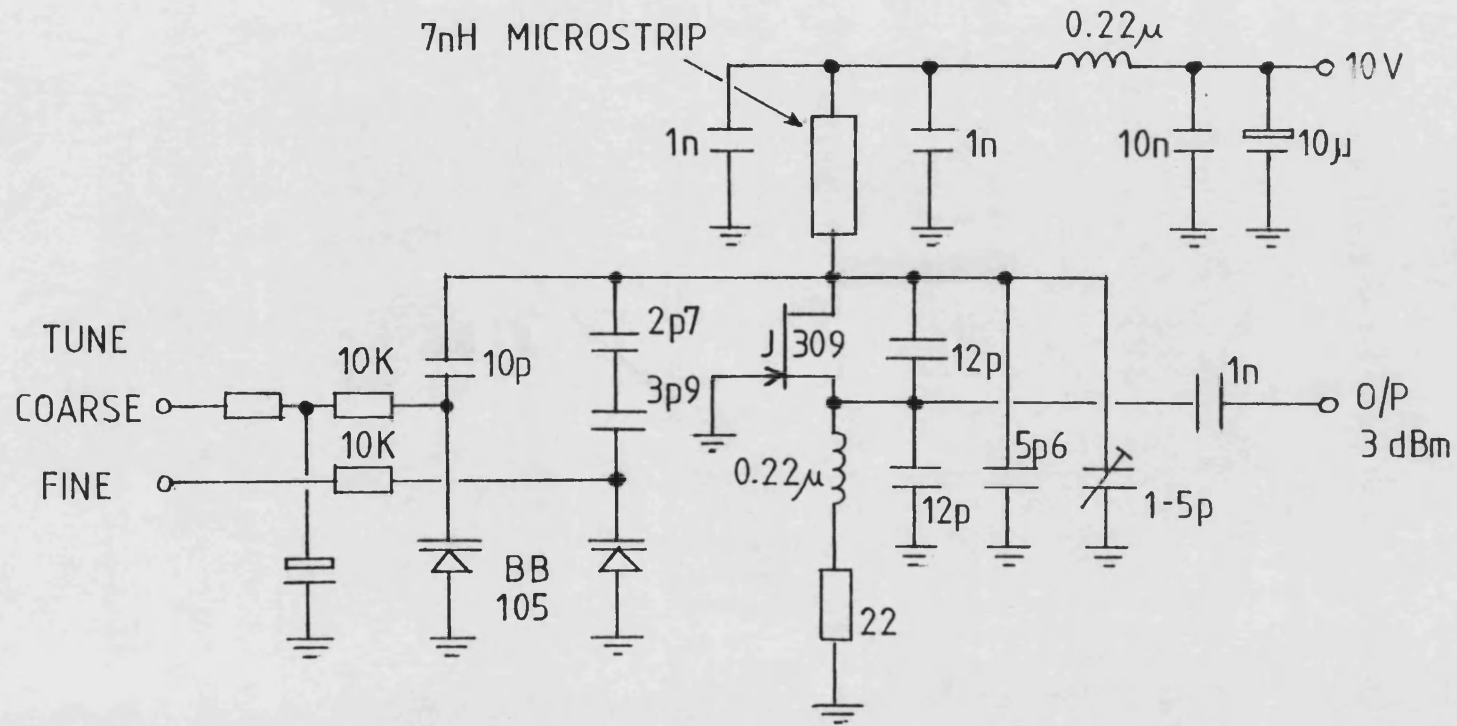 7nH MICROSTRIP
0.22µ
10V
1n
1n
10n
10µ
TUNE
COARSE
FINE
10K
10K
10p
2p7
3p9
J 309
12p
12p
5p6
1-5p
1n
O/P
3 dBm
0.22µ
22
BB
105